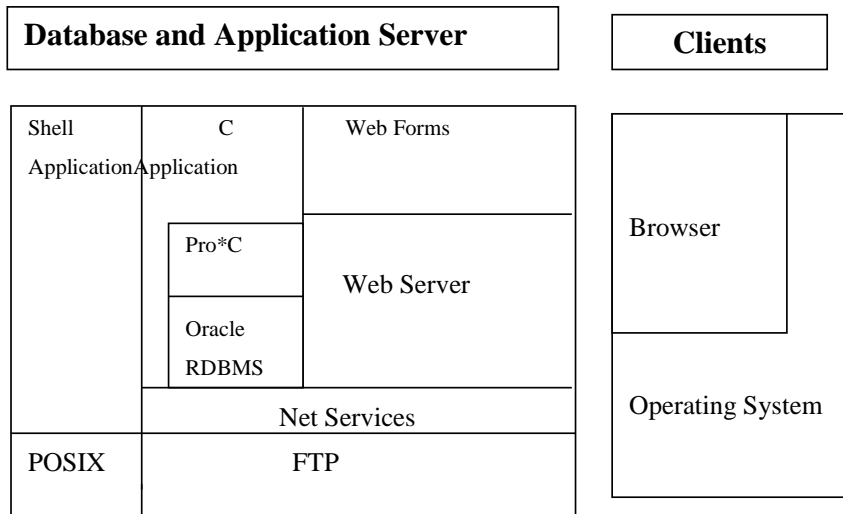 Database and Application Server
Clients
Shell C Web Forms
ApplicationApplication
Pro*C
Browser
Web Server
Oracle
RDBMS
Operating System
Net Services
POSIX FTP